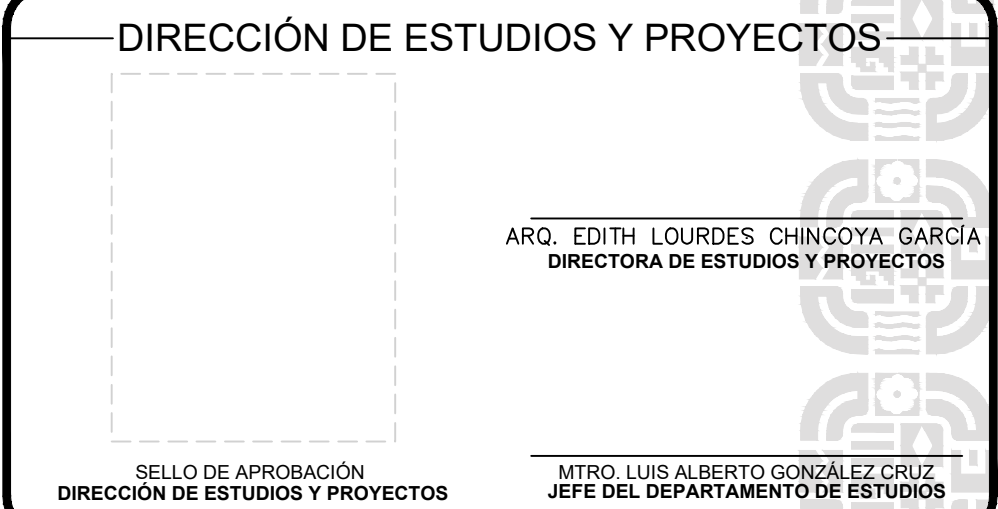 DIRECCIÓN DE ESTUDIOS Y PROYECTOS
ARQ. EDITH LOURDES CHINCOYA GARCÍA
DIRECTORA DE ESTUDIOS Y PROYECTOS
SELLO DE APROBACIÓN
DIRECCIÓN DE ESTUDIOS Y PROYECTOS
MTRO. LUIS ALBERTO GONZÁLEZ CRUZ
JEFE DEL DEPARTAMENTO DE ESTUDIOS